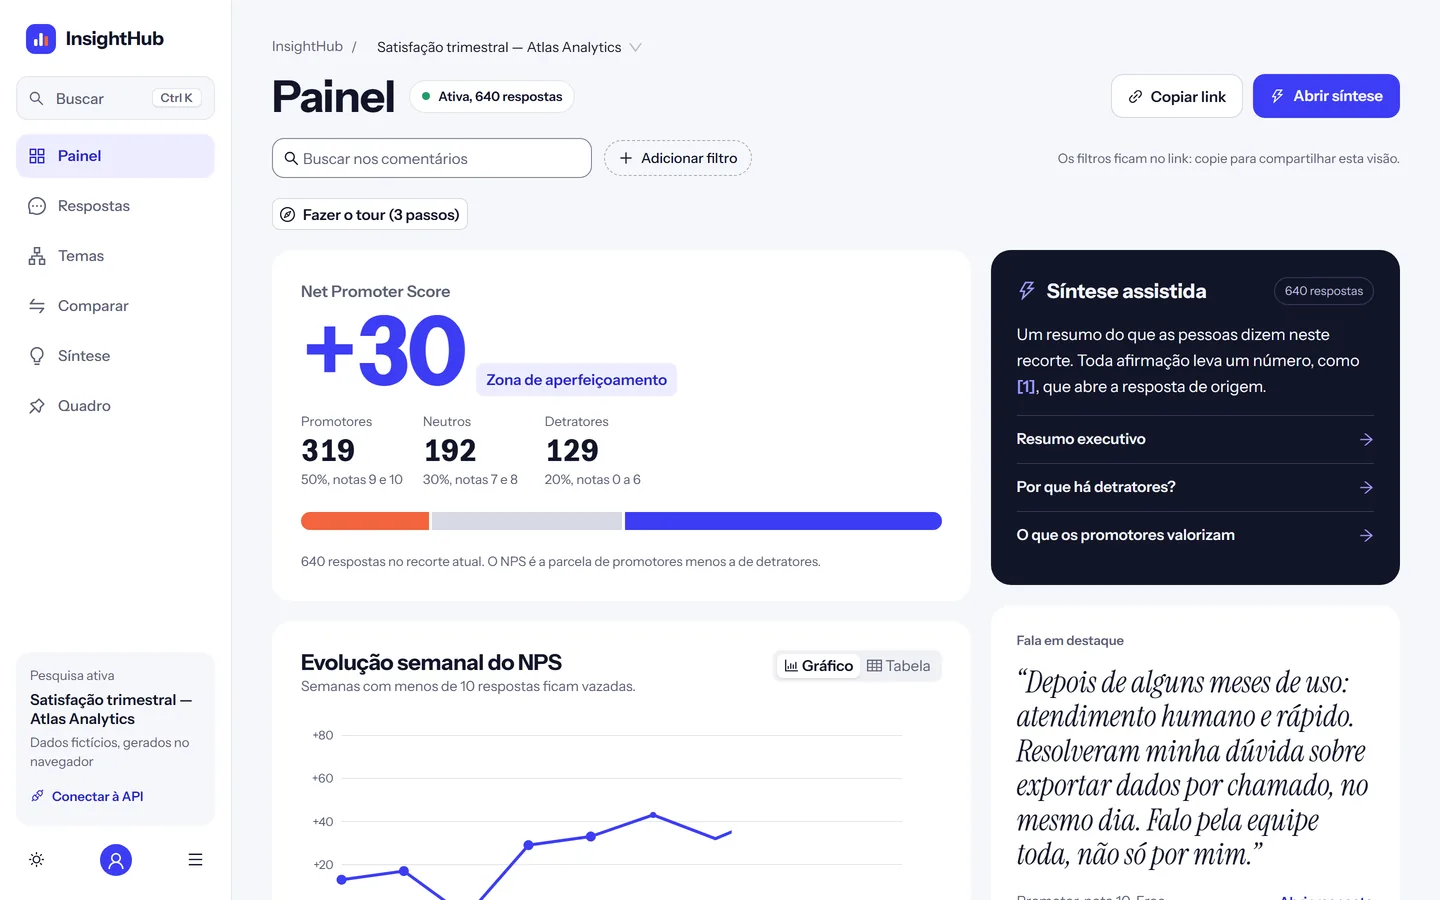 InsightHub
Buscar
Ctrl K
Painel
Respostas
Temas
Comparar
Síntese
Quadro
Pesquisa ativa
Satisfação trimestral —
Atlas Analytics
Dados fictícios, gerados no
navegador
Conectar à API
InsightHub / Satisfação trimestral — Atlas Analytics
Painel
Ativa, 640 respostas
Copiar link
Abrir síntese
Buscar nos comentários
Adicionar filtro
Os filtros ficam no link: copie para compartilhar esta visão.
Fazer o tour (3 passos)
Net Promoter Score
+30
Zona de aperfeiçoamento
Promotores
319
50%, notas 9 e 10
Neutros
192
30%, notas 7 e 8
Detratores
129
20%, notas 0 a 6
640 respostas no recorte atual. O NPS é a parcela de promotores menos a de detratores.
Evolução semanal do NPS
Semanas com menos de 10 respostas ficam vazadas.
Gráfico
Tabela
+80
+60
+40
+20
Síntese assistida
640 respostas
Um resumo do que as pessoas dizem neste
recorte. Toda afirmação leva um número, como
[1], que abre a resposta de origem.
Resumo executivo
Por que há detratores?
O que os promotores valorizam
Fala em destaque
“Depois de alguns meses de uso:
atendimento humano e rápido.
Resolveram minha dúvida sobre
exportar dados por chamado, no
mesmo dia. Falo pela equipe
toda, não só por mim.”